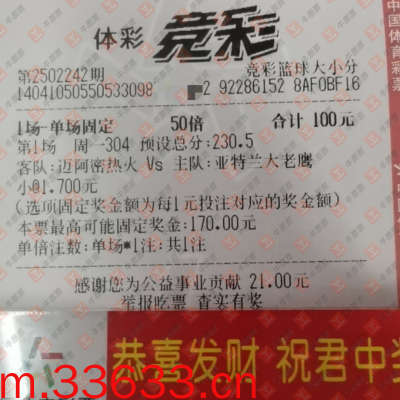 体彩 竞彩
第2502242期 竞彩篮球大小分
14041050550533098 2 92286152 8AF0BF16
1场-单场固定 50倍 合计 100元
第1场 周一304 预设总分:230.5
客队:迈阿密热火 Vs 主队:亚特兰大老鹰
小@1.700元
(选项固定奖金额为每1元投注对应的奖金额)
本票最高可能固定奖金:170.00元
单倍注数:单场*1注:共1注
感谢您为公益事业贡献 21.00元
举报吃票 查实有奖
恭喜发财 祝君中奖
m.33633.cn
中国体育彩票